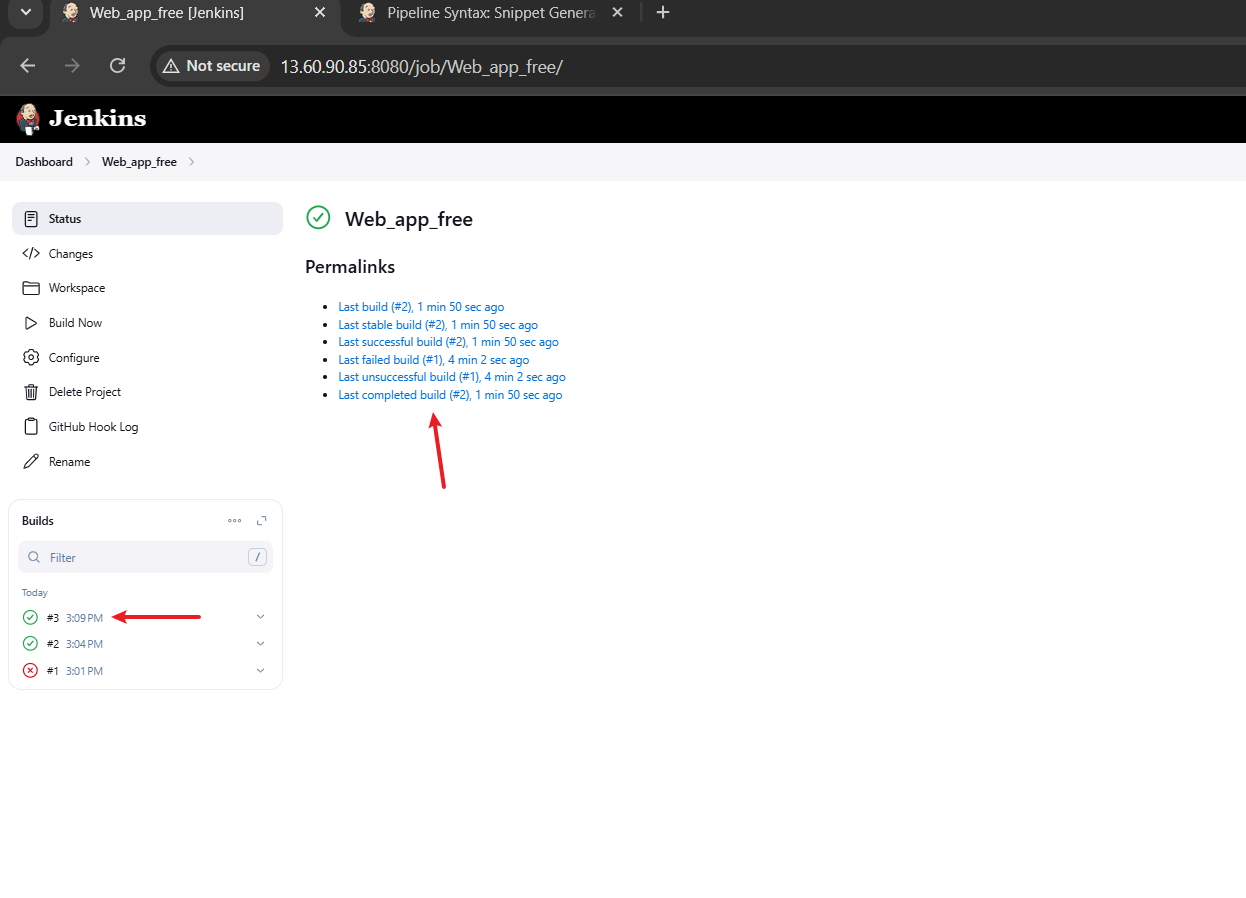 Web_app_free [Jenkins]
Pipeline Syntax: Snippet Genera
Not secure
13.60.90.85:8080/job/Web_app_free/
Jenkins
Dashboard
Web_app_free
Status
Changes
Workspace
Build Now
Configure
Delete Project
GitHub Hook Log
Rename
Web_app_free
Permalinks
Last build (#2), 1 min 50 sec ago
Last stable build (#2), 1 min 50 sec ago
Last successful build (#2), 1 min 50 sec ago
Last failed build (#1), 4 min 2 sec ago
Last unsuccessful build (#1), 4 min 2 sec ago
Last completed build (#2), 1 min 50 sec ago
Builds
Filter
/
Today
#3 3:09 PM
#2 3:04 PM
#1 3:01 PM